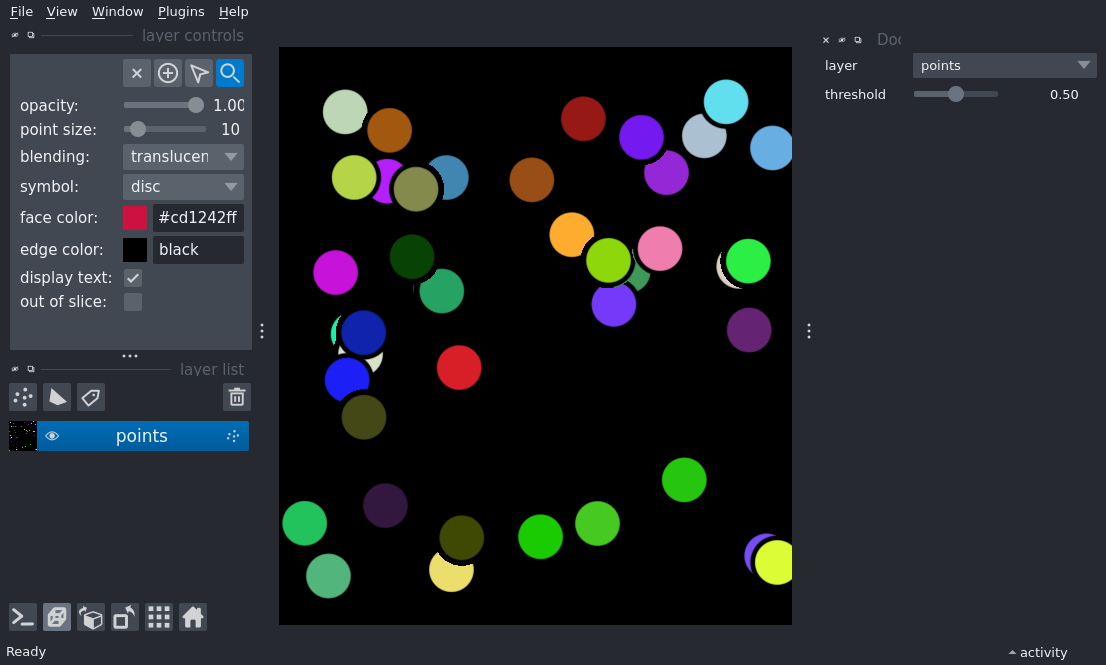 File View Window Plugins Help
layer controls
opacity: 1.00
point size: 10
blending: translucen
symbol: disc
face color: #cd1242ff
edge color: black
display text:
out of slice:
layer list
points
Ready
Doc
layer points
threshold 0.50
activity